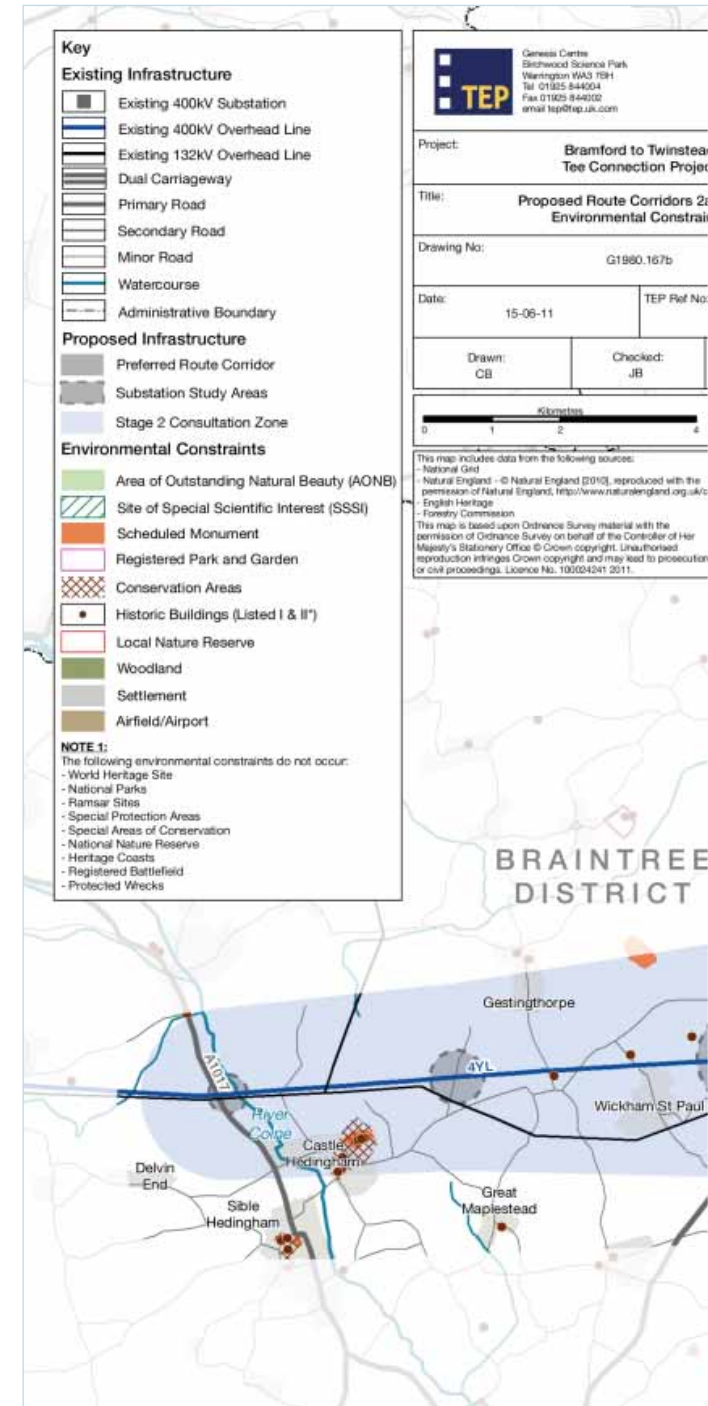 Key
Existing Infrastructure
Existing 400kV Substation
Existing 400kV Overhead Line
Existing 132kV Overhead Line
Dual Carriageway
Primary Road
Secondary Road
Minor Road
Watercourse
Administrative Boundary
Proposed Infrastructure
Preferred Route Corridor
Substation Study Areas
Stage 2 Consultation Zone
Environmental Constraints
Area of Outstanding Natural Beauty (AONB)
Site of Special Scientific Interest (SSSI)
Scheduled Monument
Registered Park and Garden
Conservation Areas
Historic Buildings (Listed I & II*)
Local Nature Reserve
Woodland
Settlement
Airfield/Airport
NOTE 1:
The following environmental constraints do not occur:
- World Heritage Site
- National Parks
- Ramsar Sites
- Special Protection Areas
- Special Areas of Conservation
- National Nature Reserve
- Heritage Coasts
- Registered Battlefield
- Protected Wrecks
TEP
Genesis Centre
Birchwood Science Park
Warrington WA3 7BH
Tel 01925 844004
Fax 01925 844002
email tep@tep.uk.com
Project:
Bramford to Twinstead
Tee Connection Projec
Title:
Proposed Route Corridors 2a
Environmental Constrai
Drawing No:
G1980.167b
Date:
15-06-11
TEP Ref No:
Drawn:
CB
Checked:
JB
Kilometres
0 1 2 4
This map includes data from the following sources:
- National Grid
- Natural England - © Natural England [2010], reproduced with the
permission of Natural England, http://www.naturalengland.org.uk/c
- English Heritage
- Forestry Commission
This map is based upon Ordnance Survey material with the
permission of Ordnance Survey on behalf of the Controller of Her
Majesty's Stationery Office © Crown copyright. Unauthorised
reproduction infringes Crown copyright and may lead to prosecution
or civil proceedings. Licence No. 100024241 2011.
BRAINTREE
DISTRICT
Gestingthorpe
4YL
A1017
Wickham St Paul
River
Colne
Castle
Hedingham
Delvin
End
Great
Maplestead
Sible
Hedingham